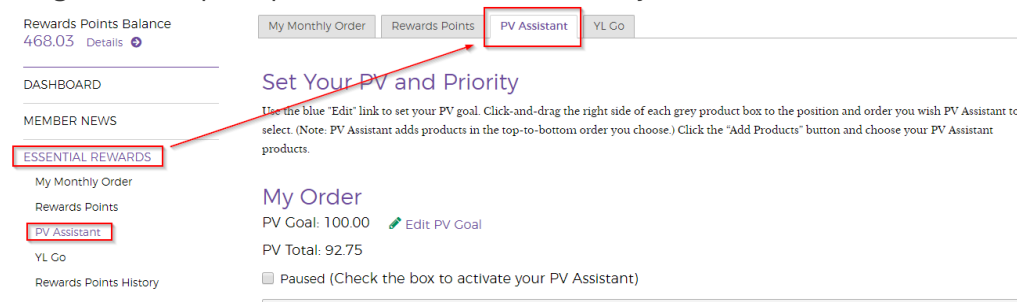 Rewards Points Balance
468.03 Details
DASHBOARD
MEMBER NEWS
ESSENTIAL REWARDS
My Monthly Order
Rewards Points
PV Assistant
YL Go
Rewards Points History
My Monthly Order Rewards Points PV Assistant YL Go
Set Your PV and Priority
Use the blue "Edit" link to set your PV goal. Click-and-drag the right side of each grey product box to the position and order you wish PV Assistant to
select. (Note: PV Assistant adds products in the top-to-bottom order you choose.) Click the "Add Products" button and choose your PV Assistant
products.
My Order
PV Goal: 100.00 Edit PV Goal
PV Total: 92.75
Paused (Check the box to activate your PV Assistant)